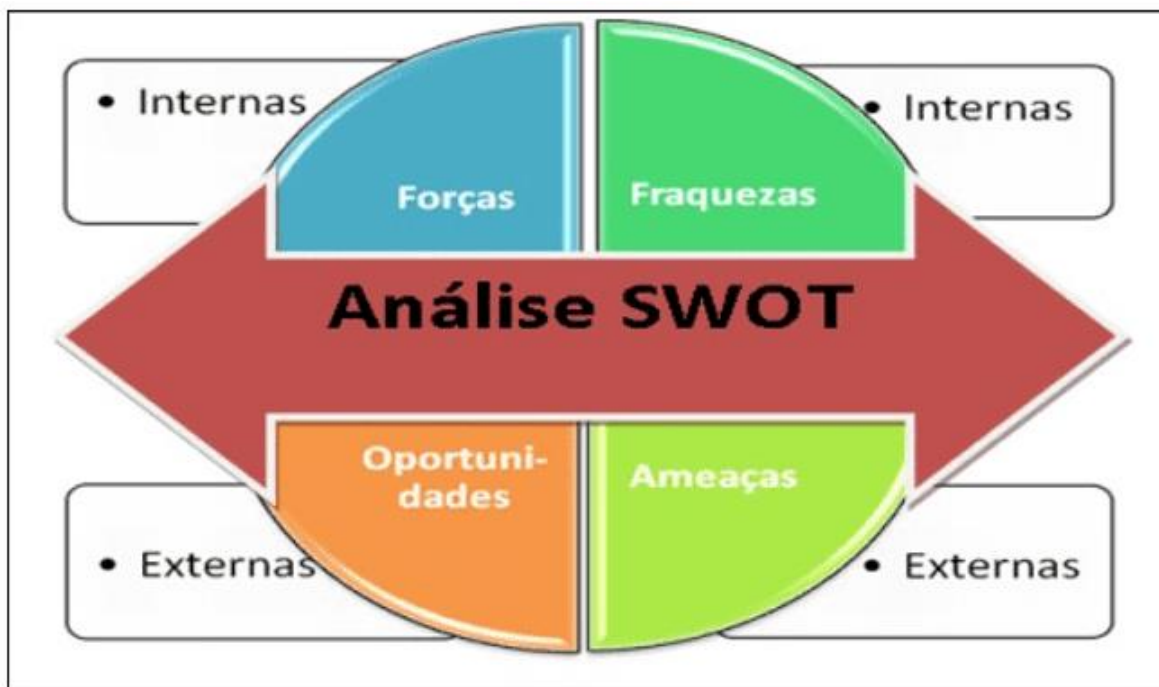 • Internas
• Internas
Forças
Fraquezas
Análise SWOT
Oportuni-
dades
Ameaças
• Externas
• Externas